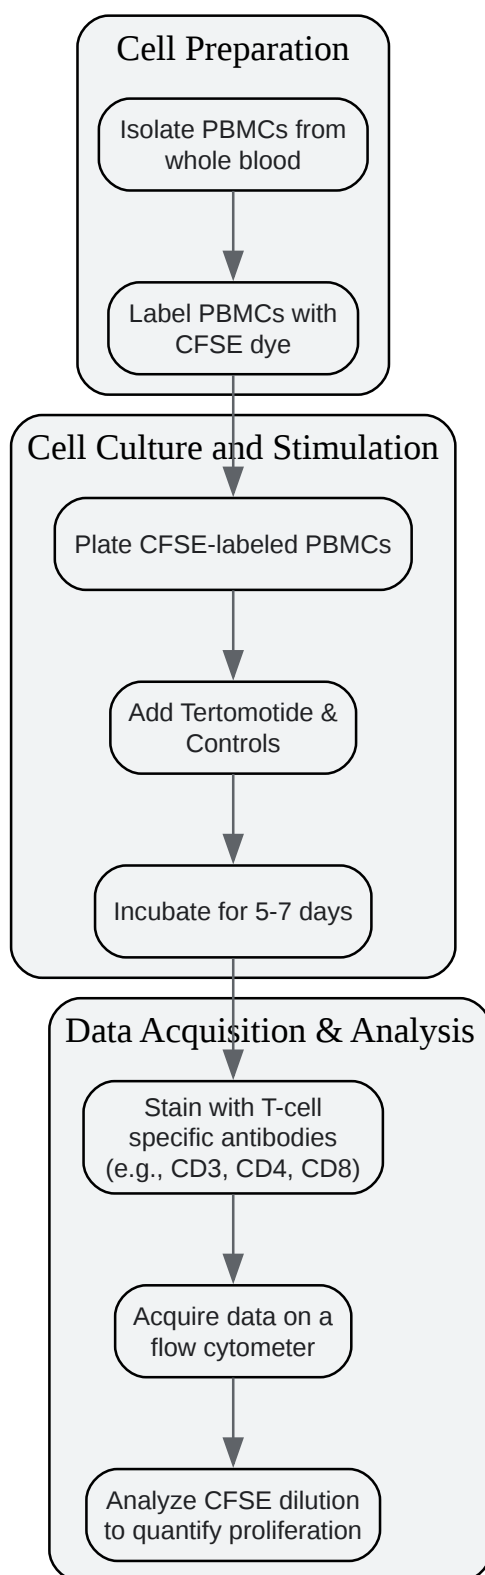 Cell Preparation
Isolate PBMCs from
whole blood
Label PBMCs with
CFSE dye
Cell Culture and Stimulation
Plate CFSE-labeled PBMCs
Add Tertomotide &
Controls
Incubate for 5-7 days
Data Acquisition & Analysis
Stain with T-cell
specific antibodies
(e.g., CD3, CD4, CD8)
Acquire data on a
flow cytometer
Analyze CFSE dilution
to quantify proliferation